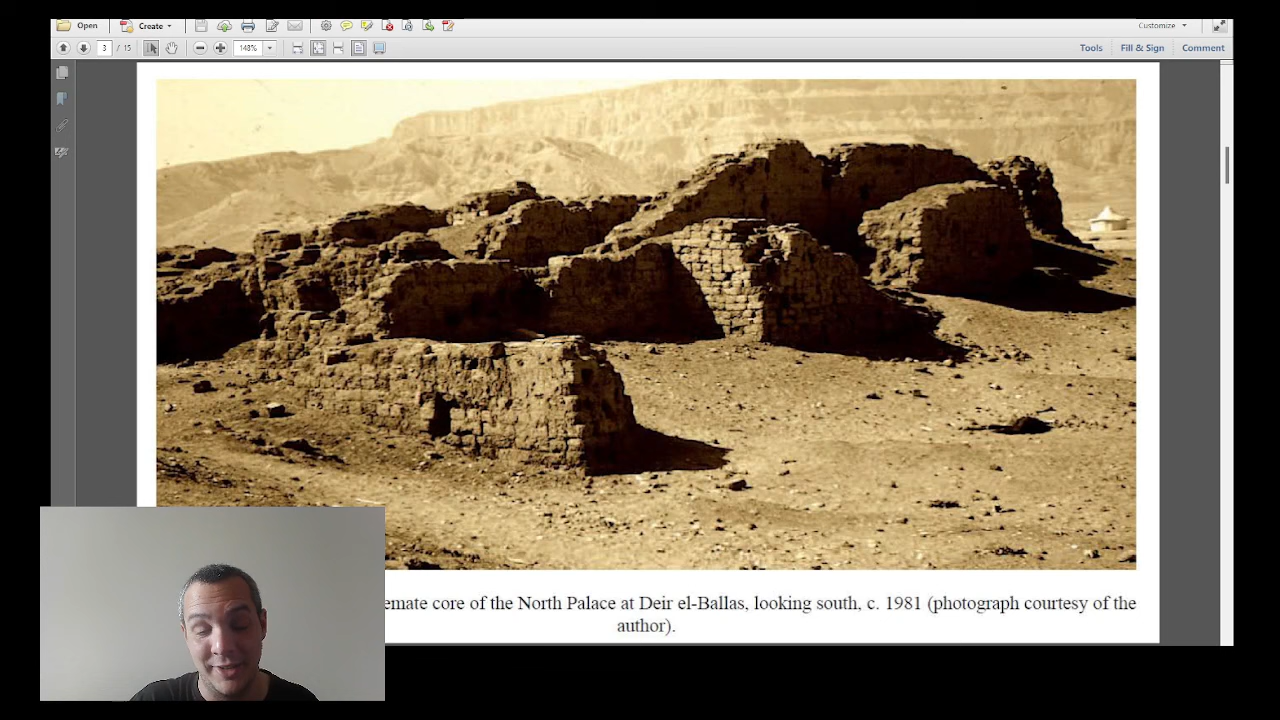 Open
Create
Customize
3
/ 15
148%
Tools
Fill & Sign
Comment
emate core of the North Palace at Deir el-Ballas, looking south, c. 1981 (photograph courtesy of the
author).